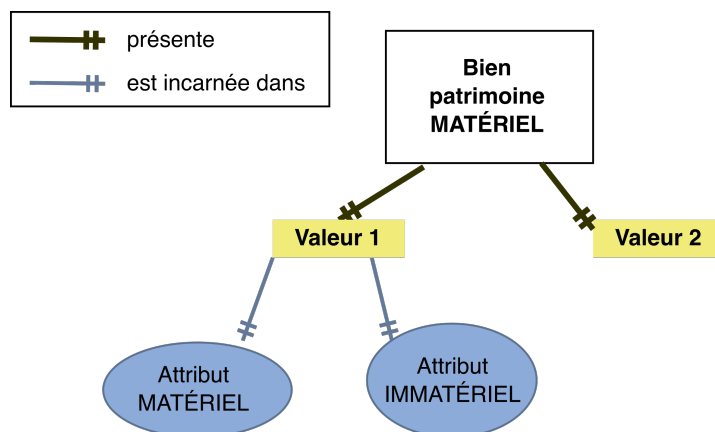 présente
est incarnée dans
Bien
patrimoine
MATÉRIEL
Valeur 1
Valeur 2
Attribut
MATÉRIEL
Attribut
IMMATÉRIEL